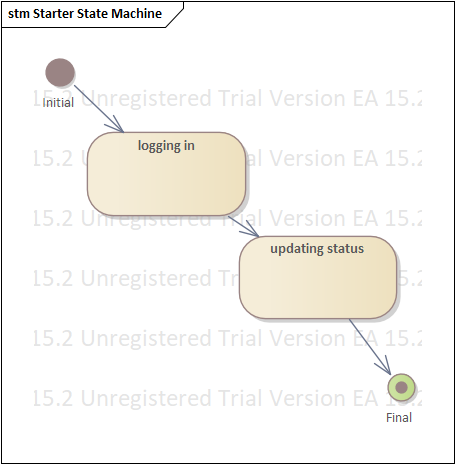 stm Starter State Machine
15.2 Unregistered Trial Version EA 15.2
Initial
logging in
15.2 Unregistered Trial Version EA 15.2
15.2 Unregistered Trial Version EA 15.2
updating status
15.2 Unregistered Trial Version EA 15.2
15.2 Unregistered Trial Version EA 15.2
15.2 Unregistered Trial Version EA 15.2
Final